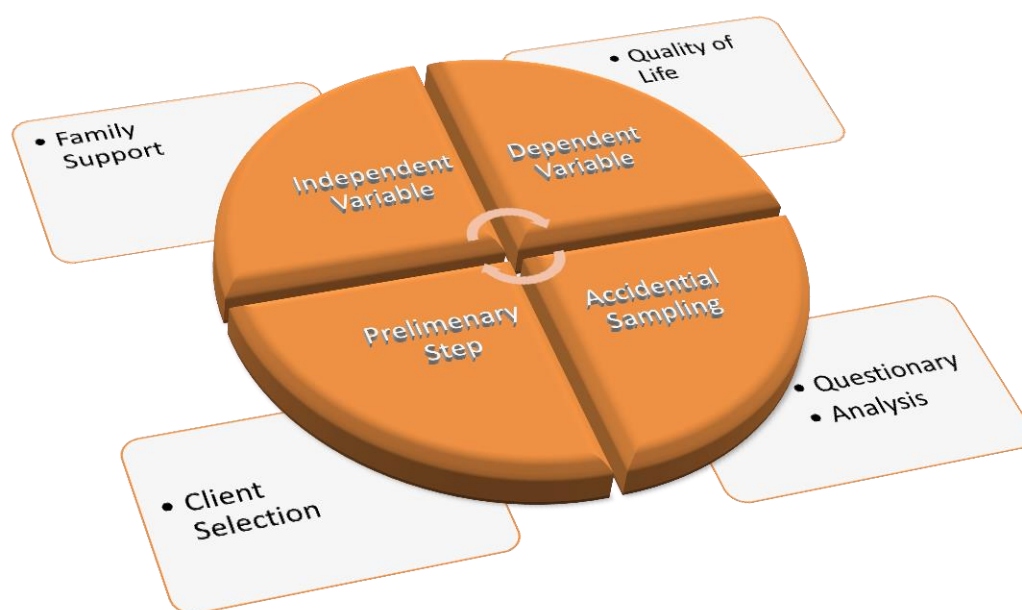 • Family
Support
Independent
Variable
• Quality of
Life
Dependent
Variable
Prelimenary
Step
• Client
Selection
Accidential
Sampling
• Questionary
• Analysis